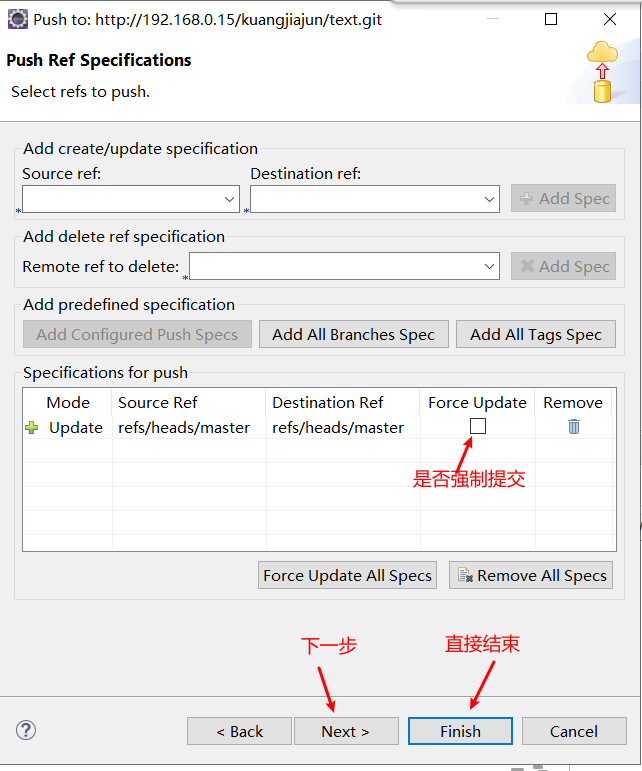 Push to: http://192.168.0.15/kuangjiajun/text.git
Push Ref Specifications
Select refs to push.
Add create/update specification
Source ref: Destination ref:
* * Add Spec
Add delete ref specification
Remote ref to delete: * Add Spec
Add predefined specification
Add Configured Push Specs Add All Branches Spec Add All Tags Spec
Specifications for push
Mode Source Ref Destination Ref Force Update Remove
Update refs/heads/master refs/heads/master
是否强制提交
Force Update All Specs Remove All Specs
下一步 直接结束
? < Back Next > Finish Cancel